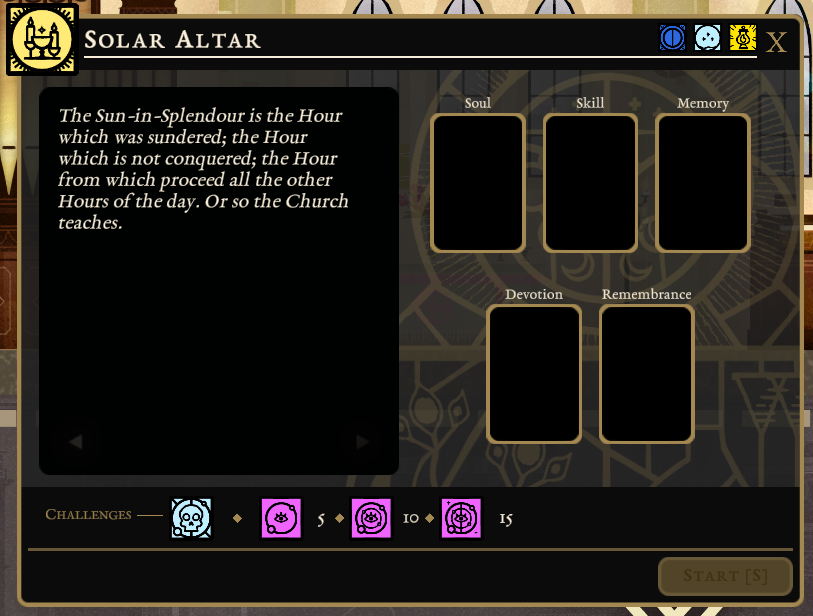 Solar Altar
X
The Sun-in-Splendour is the Hour
which was sundered; the Hour
which is not conquered; the Hour
from which proceed all the other
Hours of the day. Or so the Church
teaches.
Soul Skill Memory
Devotion Remembrance
Challenges 5 10 15
Start [S]